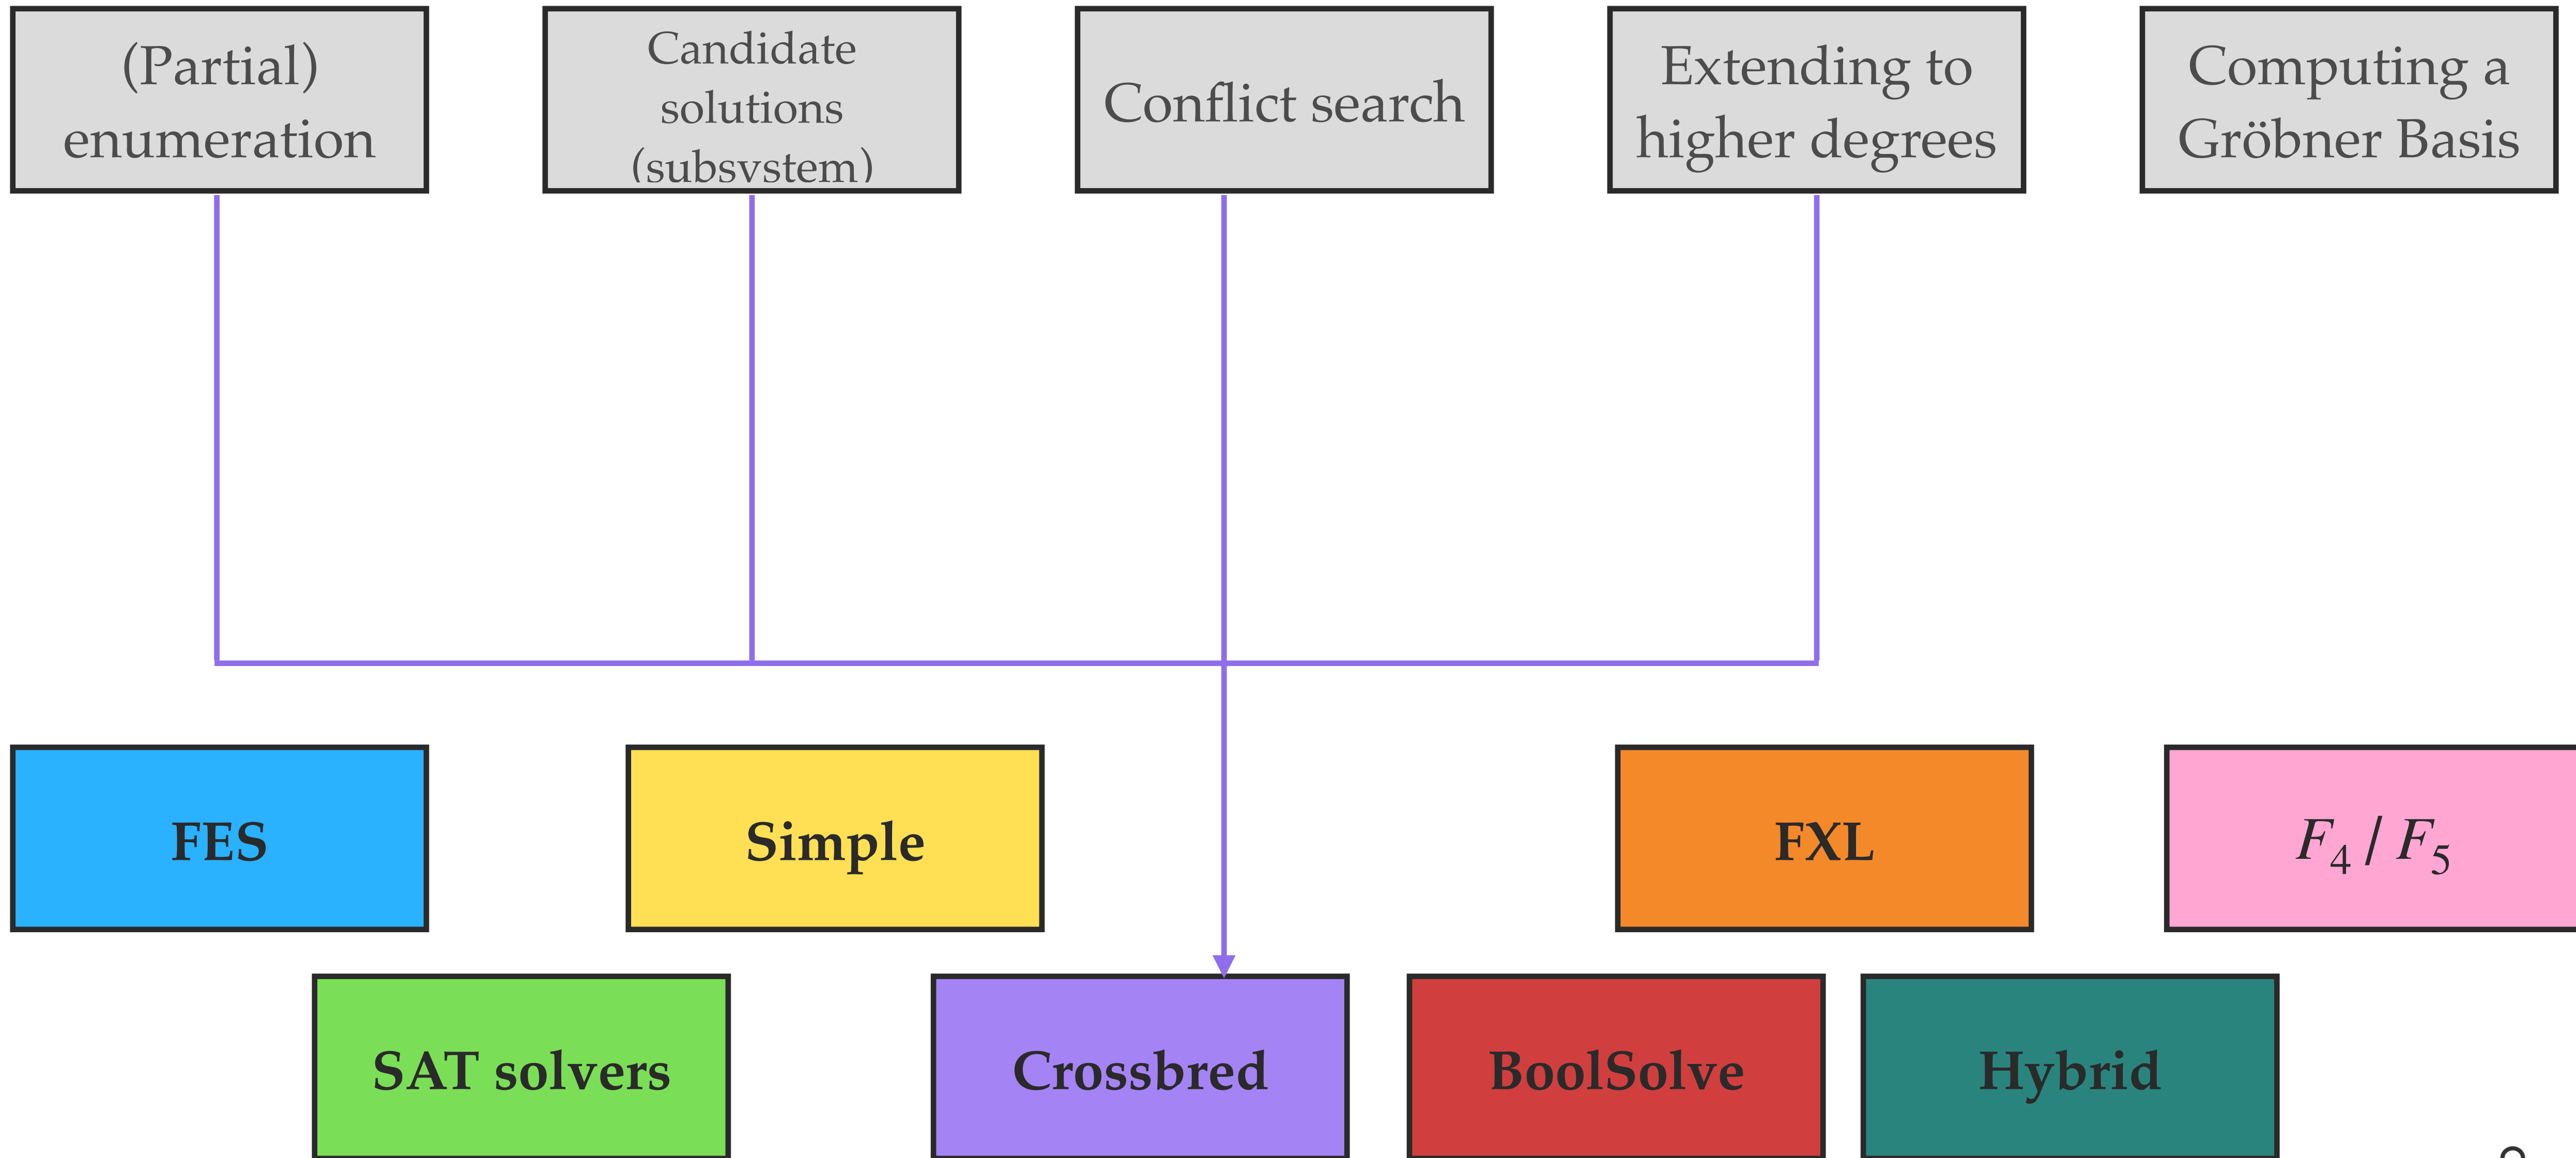 (Partial)
enumeration
Candidate
solutions
(subsystem)
Conflict search
Extending to
higher degrees
Computing a
Gröbner Basis
FES
Simple
FXL
F₄ / F₅
SAT solvers
Crossbred
BoolSolve
Hybrid